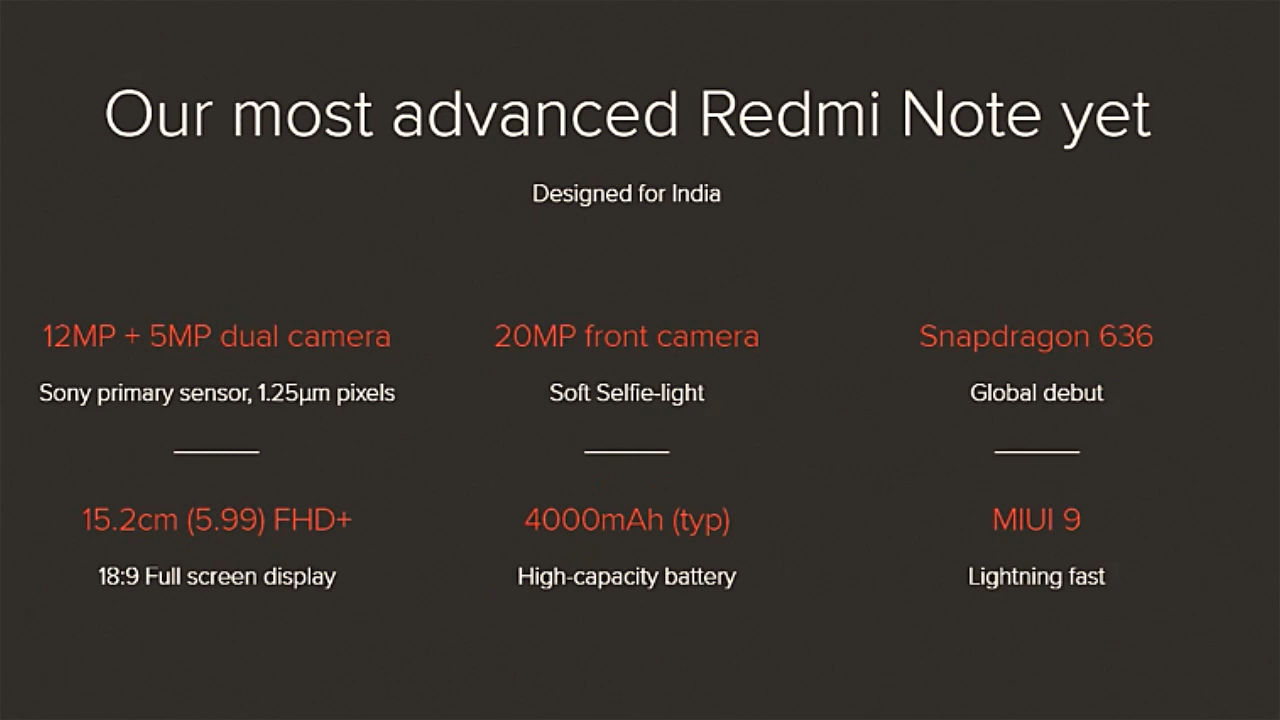 Our most advanced Redmi Note yet
Designed for India
12MP + 5MP dual camera
Sony primary sensor, 1.25µm pixels
20MP front camera
Soft Selfie-light
Snapdragon 636
Global debut
15.2cm (5.99) FHD+
18:9 Full screen display
4000mAh (typ)
High-capacity battery
MIUI 9
Lightning fast